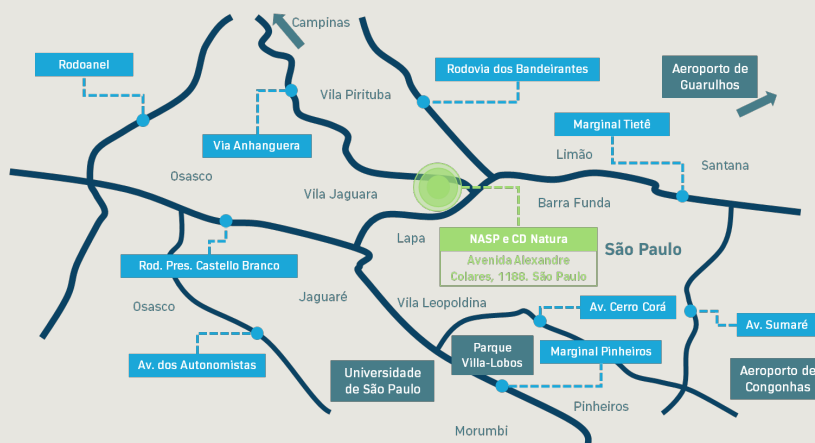 Campinas
Rodoanel
Rodovia dos Bandeirantes
Aeroporto de
Guarulhos
Vila Pirituba
Marginal Tietê
Via Anhanguera
Limão
Santana
Osasco
Vila Jaguara
Barra Funda
Lapa
NASP e CD Natura
Avenida Alexandre
Colares, 1188. São Paulo
São Paulo
Rod. Pres. Castello Branco
Jaguaré
Vila Leopoldina
Osasco
Av. Cerro Corá
Av. Sumaré
Parque
Villa-Lobos
Marginal Pinheiros
Av. dos Autonomistas
Universidade
de São Paulo
Aeroporto de
Congonhas
Pinheiros
Morumbi